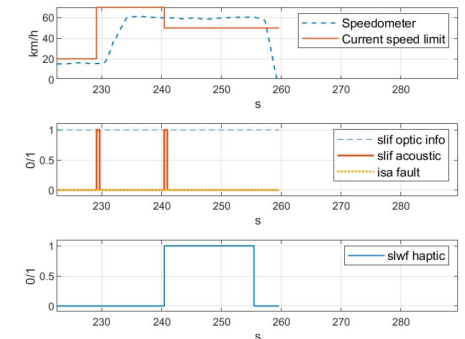 60
40
20
0
km/h
Speedometer
Current speed limit
230 240 250 260 270 280
s
1
0.5
0
0/1
slif optic info
slif acoustic
isa fault
230 240 250 260 270 280
s
1
0.5
0
0/1
slwf haptic
230 240 250 260 270 280
s